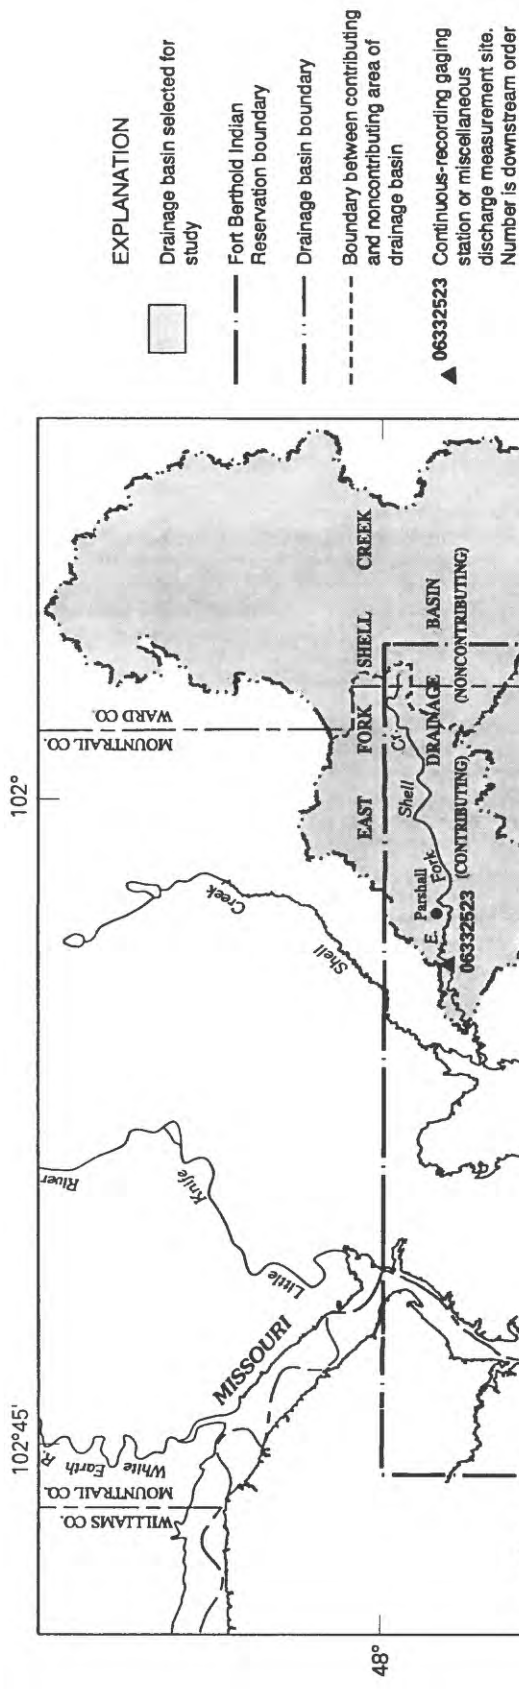 102°45'
102°
48°
WILLIAMS CO.
MOUNTRAIL CO.
White Earth R.
MISSOURI
Little Knife River
Shell Creek
MOUNTRAIL CO.
WARD CO.
EAST FORK SHELL CREEK
DRAINAGE BASIN
(CONTRIBUTING)
(NONCONTRIBUTING)
E. Fork Shell Cr.
Parshall
06332523
EXPLANATION
Drainage basin selected for
study
Fort Berthold Indian
Reservation boundary
Drainage basin boundary
Boundary between contributing
and noncontributing area of
drainage basin
06332523 Continuous-recording gaging
station or miscellaneous
discharge measurement site.
Number is downstream order